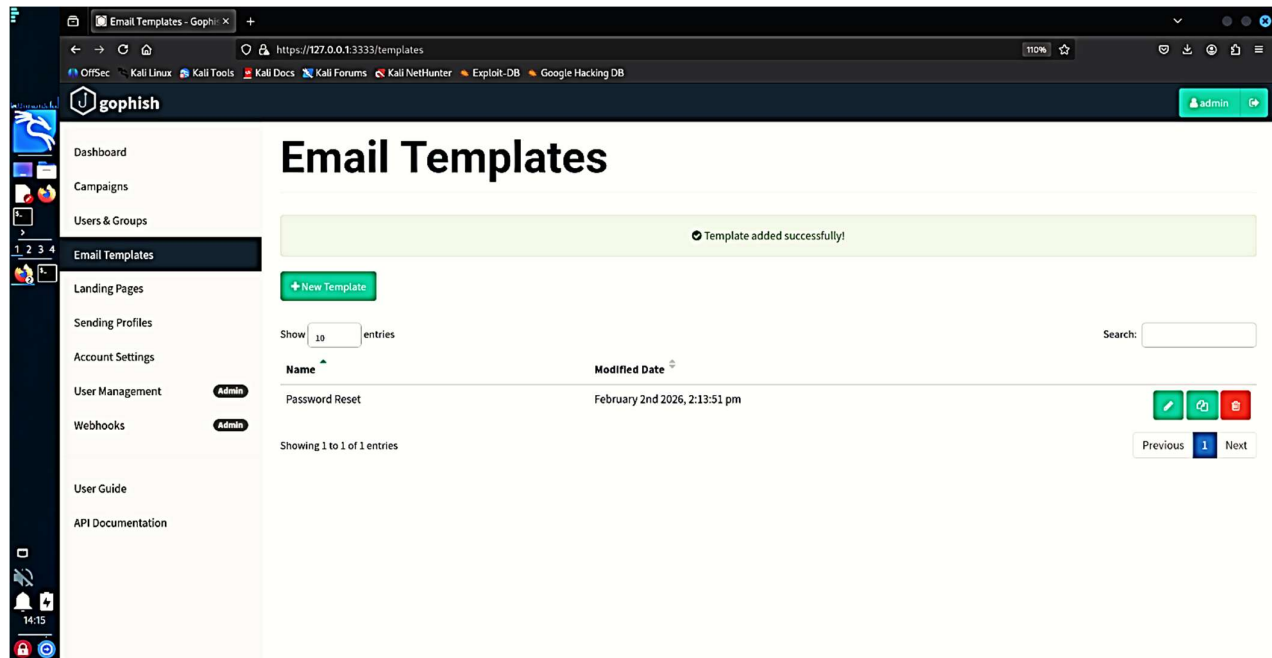 Email Templates - Gophis
https://127.0.0.1:3333/templates
110%
OffSec Kali Linux Kali Tools Kali Docs Kali Forums Kali NetHunter Exploit-DB Google Hacking DB
gophish
admin
Dashboard
Campaigns
Users & Groups
Email Templates
Landing Pages
Sending Profiles
Account Settings
User Management Admin
Webhooks Admin
User Guide
API Documentation
Email Templates
Template added successfully!
+ New Template
Show 10 entries
Search:
Name Modified Date
Password Reset February 2nd 2026, 2:13:51 pm
Showing 1 to 1 of 1 entries
Previous 1 Next
1 2 3 4
14:15